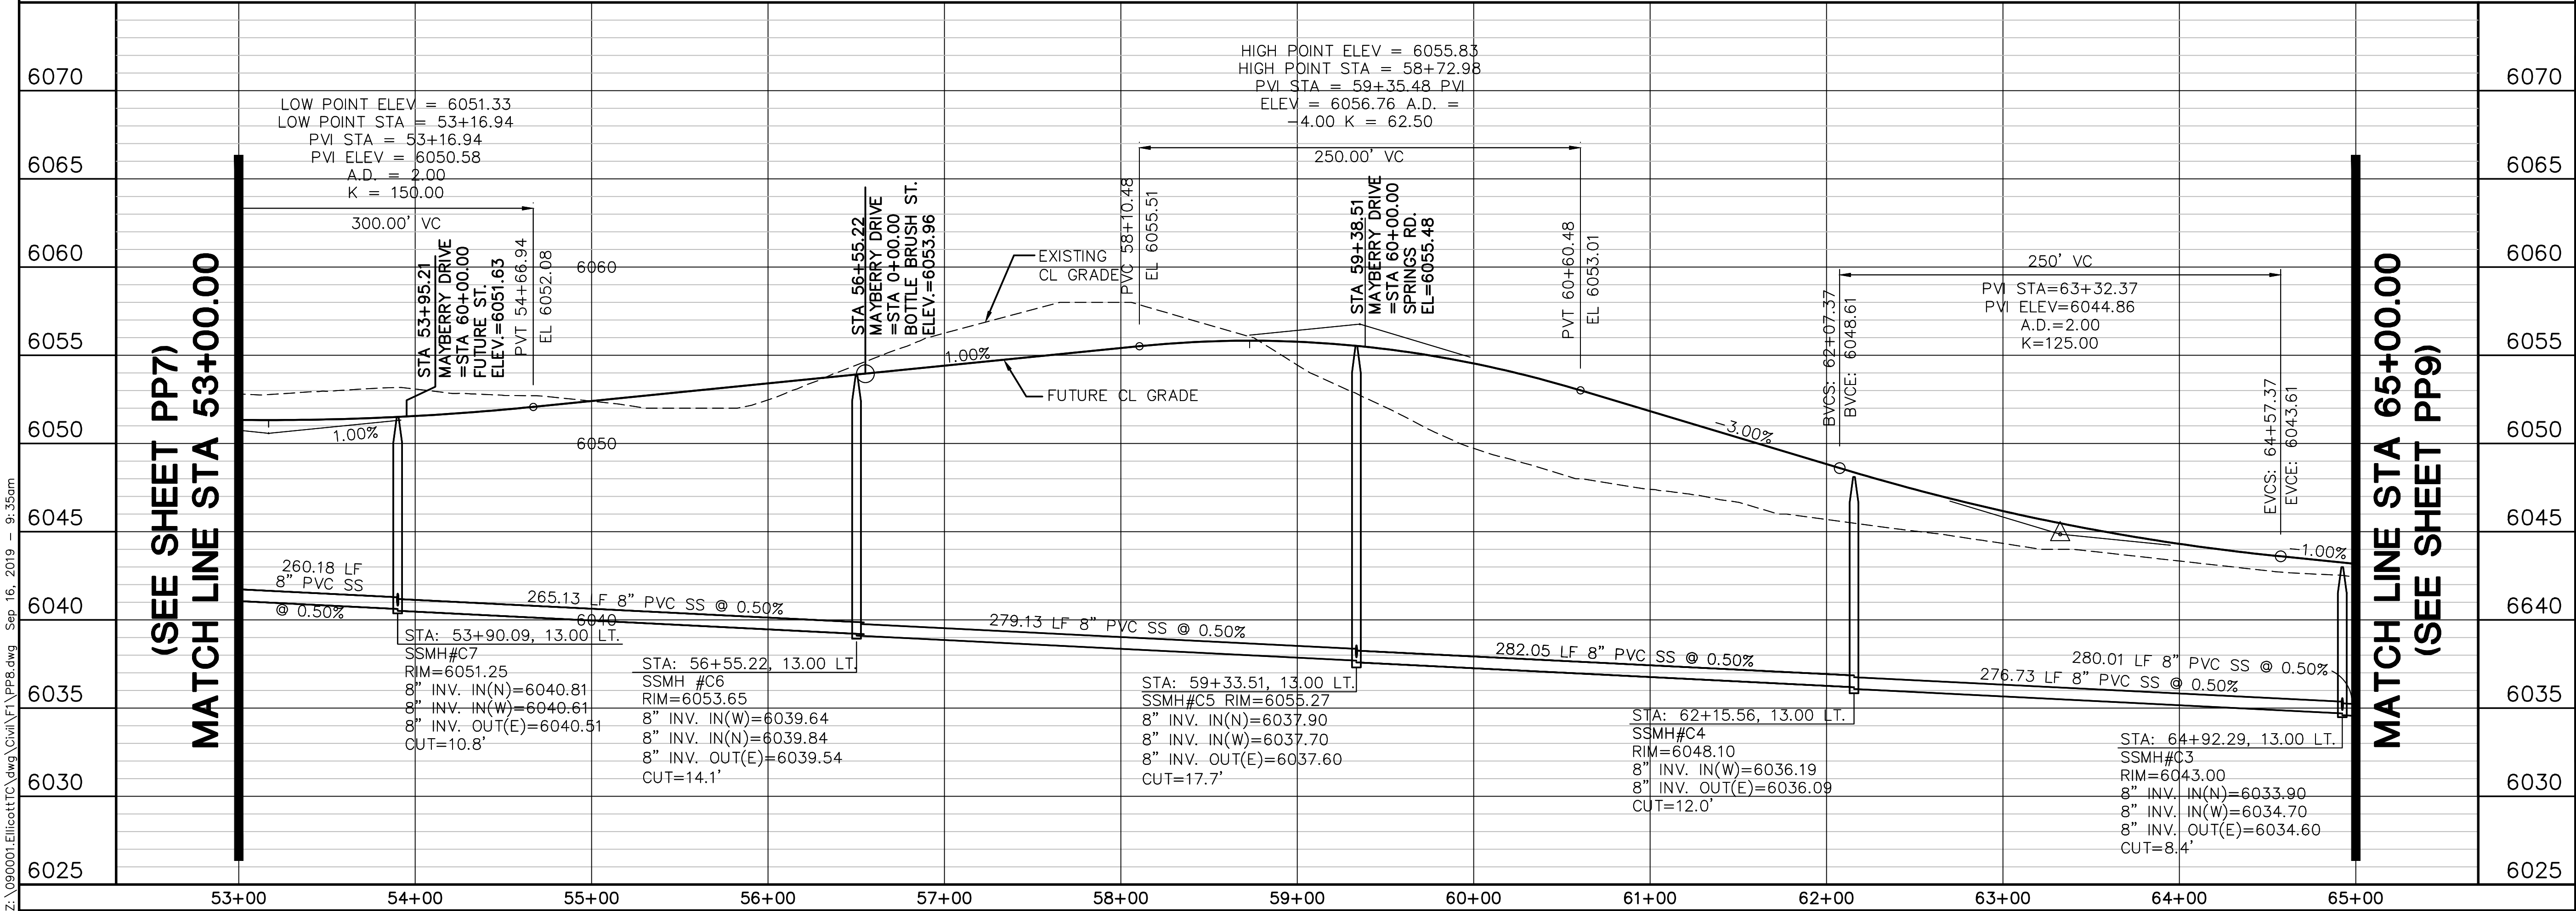 HIGH POINT ELEV = 6055.83
HIGH POINT STA = 58+72.98
PVI STA = 59+35.48 PVI
ELEV = 6056.76 A.D. =
-4.00 K = 62.50
250.00' VC
LOW POINT ELEV = 6051.33
LOW POINT STA = 53+16.94
PVI STA = 53+16.94
PVI ELEV = 6050.58
A.D. = 2.00
K = 150.00
300.00' VC
6070
6065
6060
6055
6050
6045
6040
6035
6030
6025
6070
6065
6060
6055
6050
6045
6640
6035
6030
6025
(SEE SHEET PP7)
MATCH LINE STA 53+00.00
STA 53+95.21
MAYBERRY DRIVE
=STA 60+00.00
FUTURE ST.
ELEV.=6051.63
PVT 54+66.94
EL 6052.08
6060
6050
6040
1.00%
STA 56+55.22
MAYBERRY DRIVE
=STA 0+00.00
BOTTLE BRUSH ST.
ELEV.=6053.96
1.00%
EXISTING
CL GRADE
FUTURE CL GRADE
PVC 58+10.48
EL 6055.51
STA 59+38.51
MAYBERRY DRIVE
=STA 60+00.00
SPRINGS RD.
EL=6055.48
PVT 60+60.48
EL 6053.01
-3.00%
250' VC
PVI STA=63+32.37
PVI ELEV=6044.86
A.D.=2.00
K=125.00
BVCS: 62+07.37
BVCE: 6048.61
EVCS: 64+57.37
EVCE: 6043.61
-1.00%
MATCH LINE STA 65+00.00
(SEE SHEET PP9)
260.18 LF
8" PVC SS
@ 0.50%
265.13 LF 8" PVC SS @ 0.50%
279.13 LF 8" PVC SS @ 0.50%
282.05 LF 8" PVC SS @ 0.50%
280.01 LF 8" PVC SS @ 0.50%
276.73 LF 8" PVC SS @ 0.50%
STA: 53+90.09, 13.00 LT.
SSMH#C7
RIM=6051.25
8" INV. IN(N)=6040.81
8" INV. IN(W)=6040.61
8" INV. OUT(E)=6040.51
CUT=10.8'
STA: 56+55.22, 13.00 LT.
SSMH #C6
RIM=6053.65
8" INV. IN(W)=6039.64
8" INV. IN(N)=6039.84
8" INV. OUT(E)=6039.54
CUT=14.1'
STA: 59+33.51, 13.00 LT.
SSMH#C5 RIM=6055.27
8" INV. IN(N)=6037.90
8" INV. IN(W)=6037.70
8" INV. OUT(E)=6037.60
CUT=17.7'
STA: 62+15.56, 13.00 LT.
SSMH#C4
RIM=6048.10
8" INV. IN(W)=6036.19
8" INV. OUT(E)=6036.09
CUT=12.0'
STA: 64+92.29, 13.00 LT.
SSMH#C3
RIM=6043.00
8" INV. IN(N)=6033.90
8" INV. IN(W)=6034.70
8" INV. OUT(E)=6034.60
CUT=8.4'
53+00
54+00
55+00
56+00
57+00
58+00
59+00
60+00
61+00
62+00
63+00
64+00
65+00
Z:\090001.EllicottTC\dwg\Civil\F1\PP8.dwg Sep 16, 2019 - 9:35am